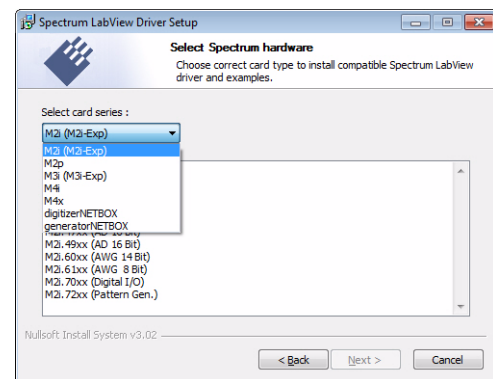 Spectrum LabView Driver Setup
Select Spectrum hardware
Choose correct card type to install compatible Spectrum LabView
driver and examples.
Select card series :
M2i (M2i-Exp)
M2i (M2i-Exp)
M2p
M3i (M3i-Exp)
M4i
M4x
digitizerNETBOX
generatorNETBOX
M2i.49xx (AD 16 Bit)
M2i.60xx (AWG 14 Bit)
M2i.61xx (AWG 8 Bit)
M2i.70xx (Digital I/O)
M2i.72xx (Pattern Gen.)
Nullsoft Install System v3.02
< Back
Next >
Cancel